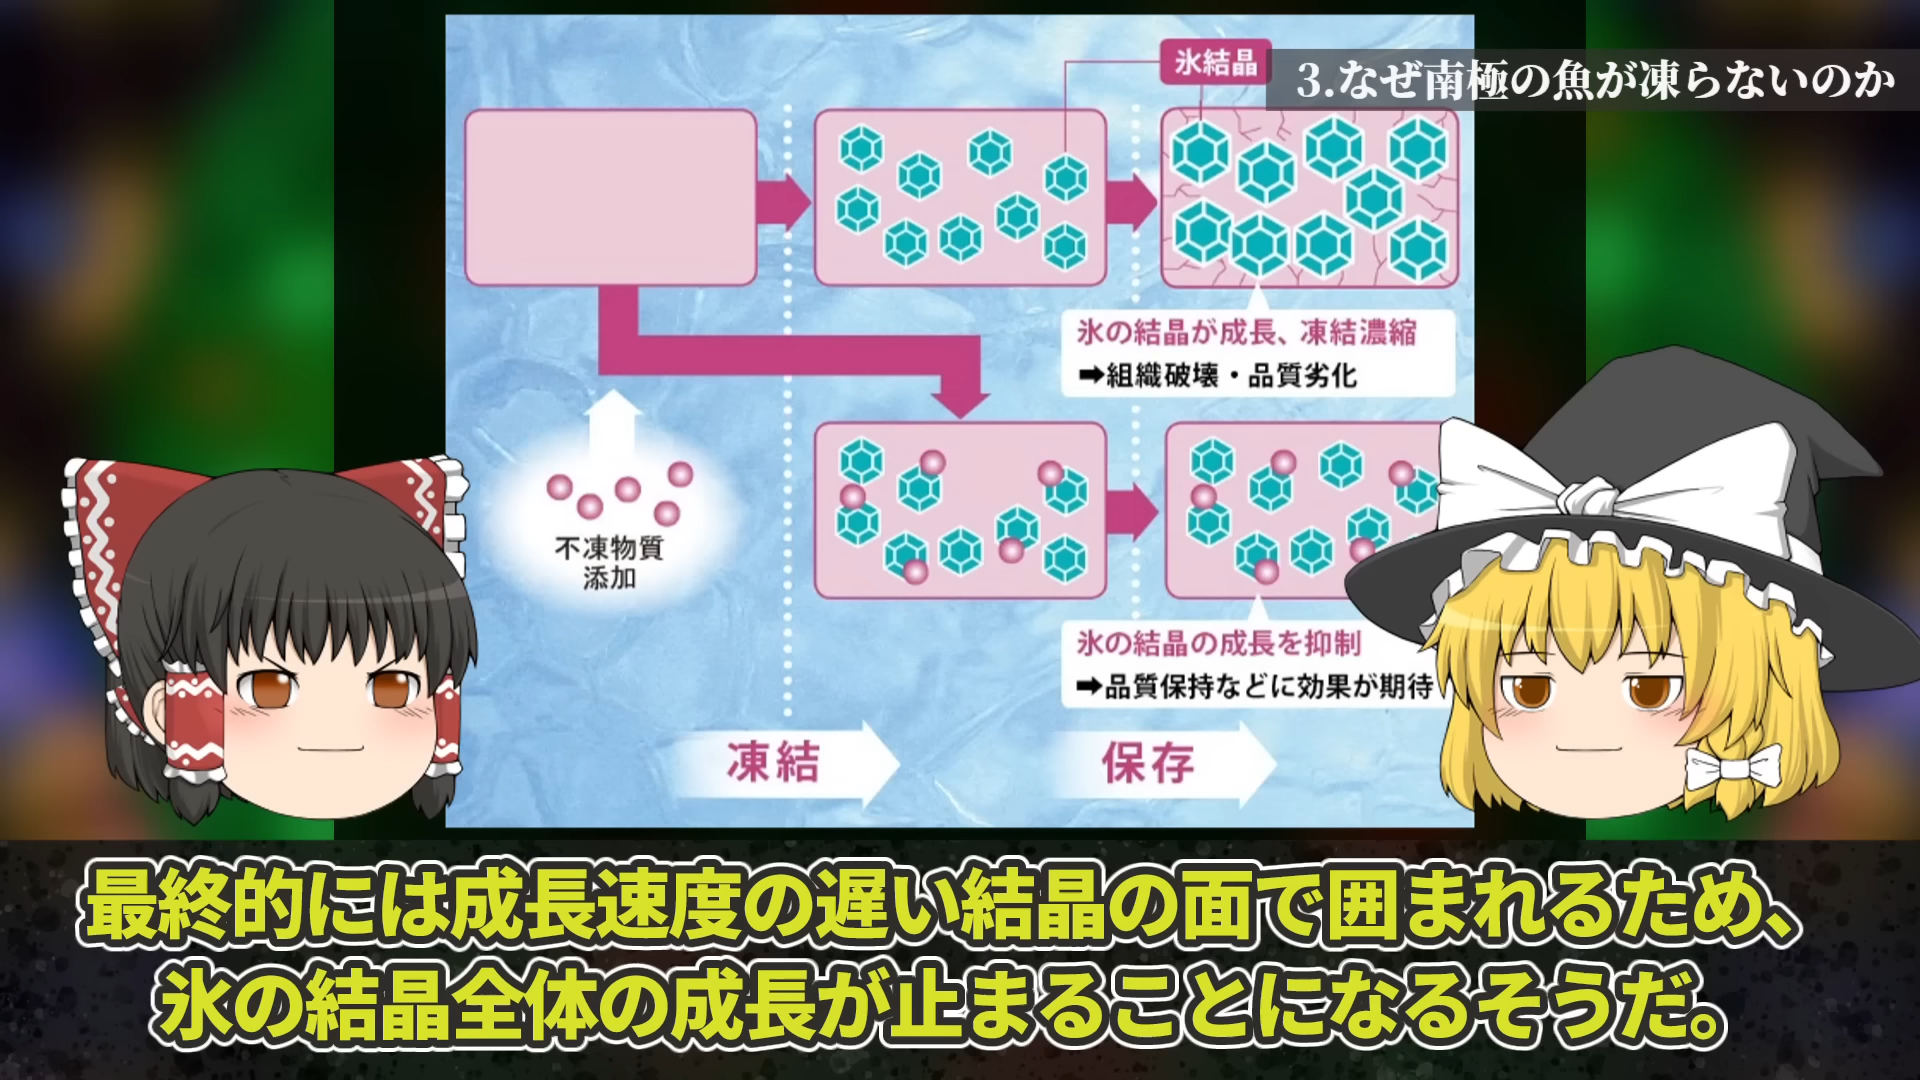 氷結晶
3.なぜ南極の魚が凍らないのか
氷の結晶が成長、凍結濃縮
➡組織破壊・品質劣化
不凍物質
添加
氷の結晶の成長を抑制
➡品質保持などに効果が期待
凍結
保存
最終的には成長速度の遅い結晶の面で囲まれるため、
氷の結晶全体の成長が止まることになるそうだ。